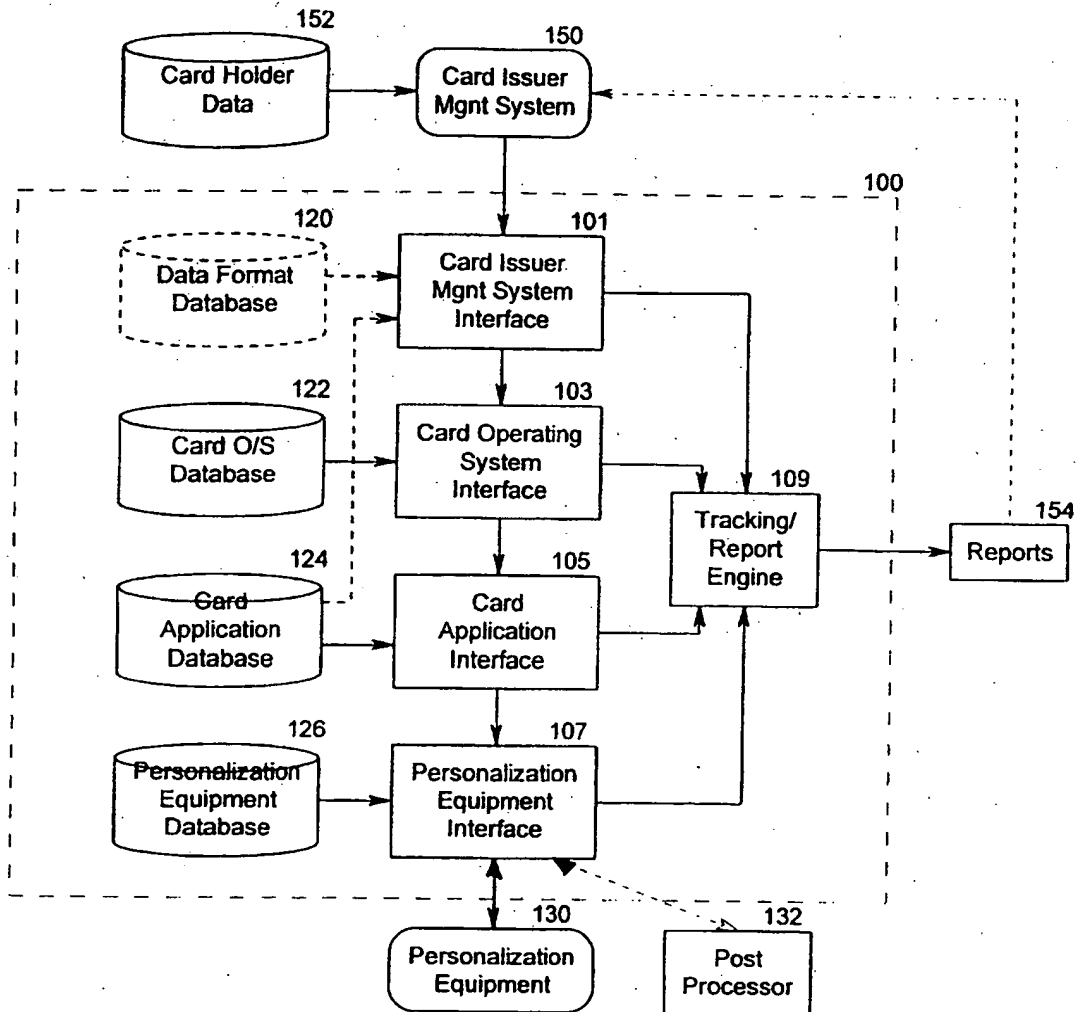 152
Card Holder
Data
150
Card Issuer
Mgnt System
100
120
Data Format
Database
101
Card Issuer
Mgnt System
Interface
122
Card O/S
Database
103
Card Operating
System
Interface
109
Tracking/
Report
Engine
154
Reports
124
Card
Application
Database
105
Card
Application
Interface
126
Personalization
Equipment
Database
107
Personalization
Equipment
Interface
130
Personalization
Equipment
132
Post
Processor